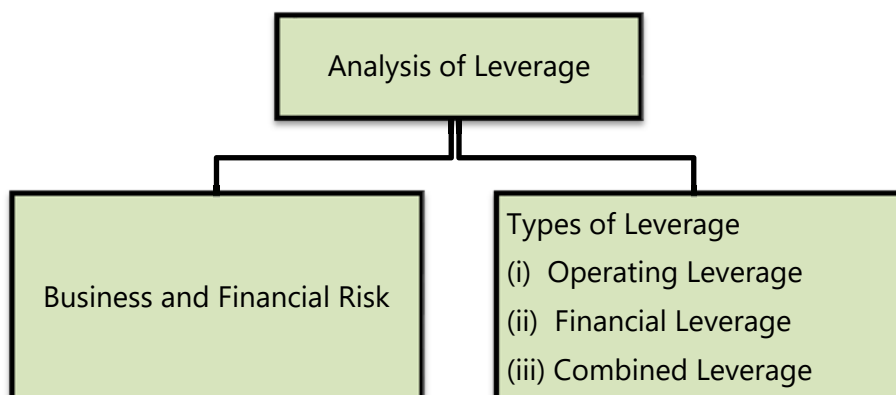 Analysis of Leverage
Business and Financial Risk
Types of Leverage
(i) Operating Leverage
(ii) Financial Leverage
(iii) Combined Leverage